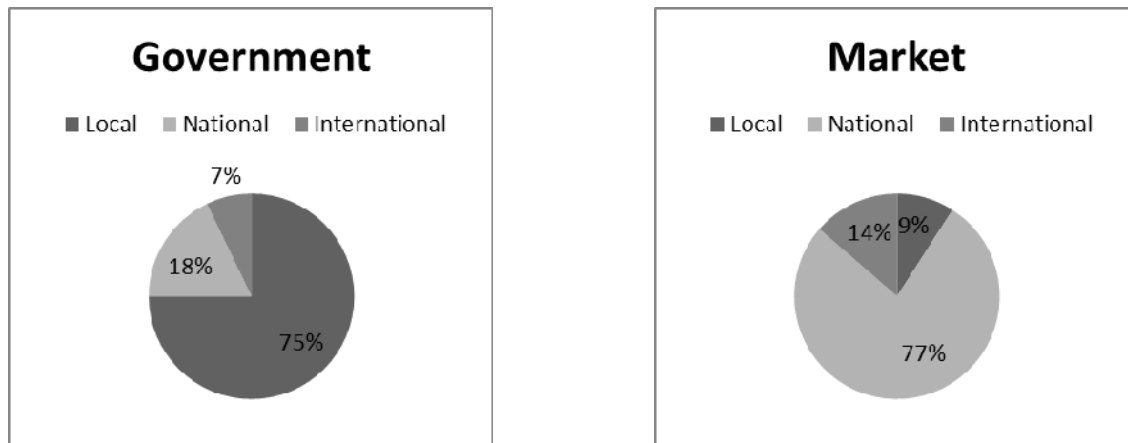 Government
Local National International
7%
18%
75%
Market
Local National International
14% 9%
77%